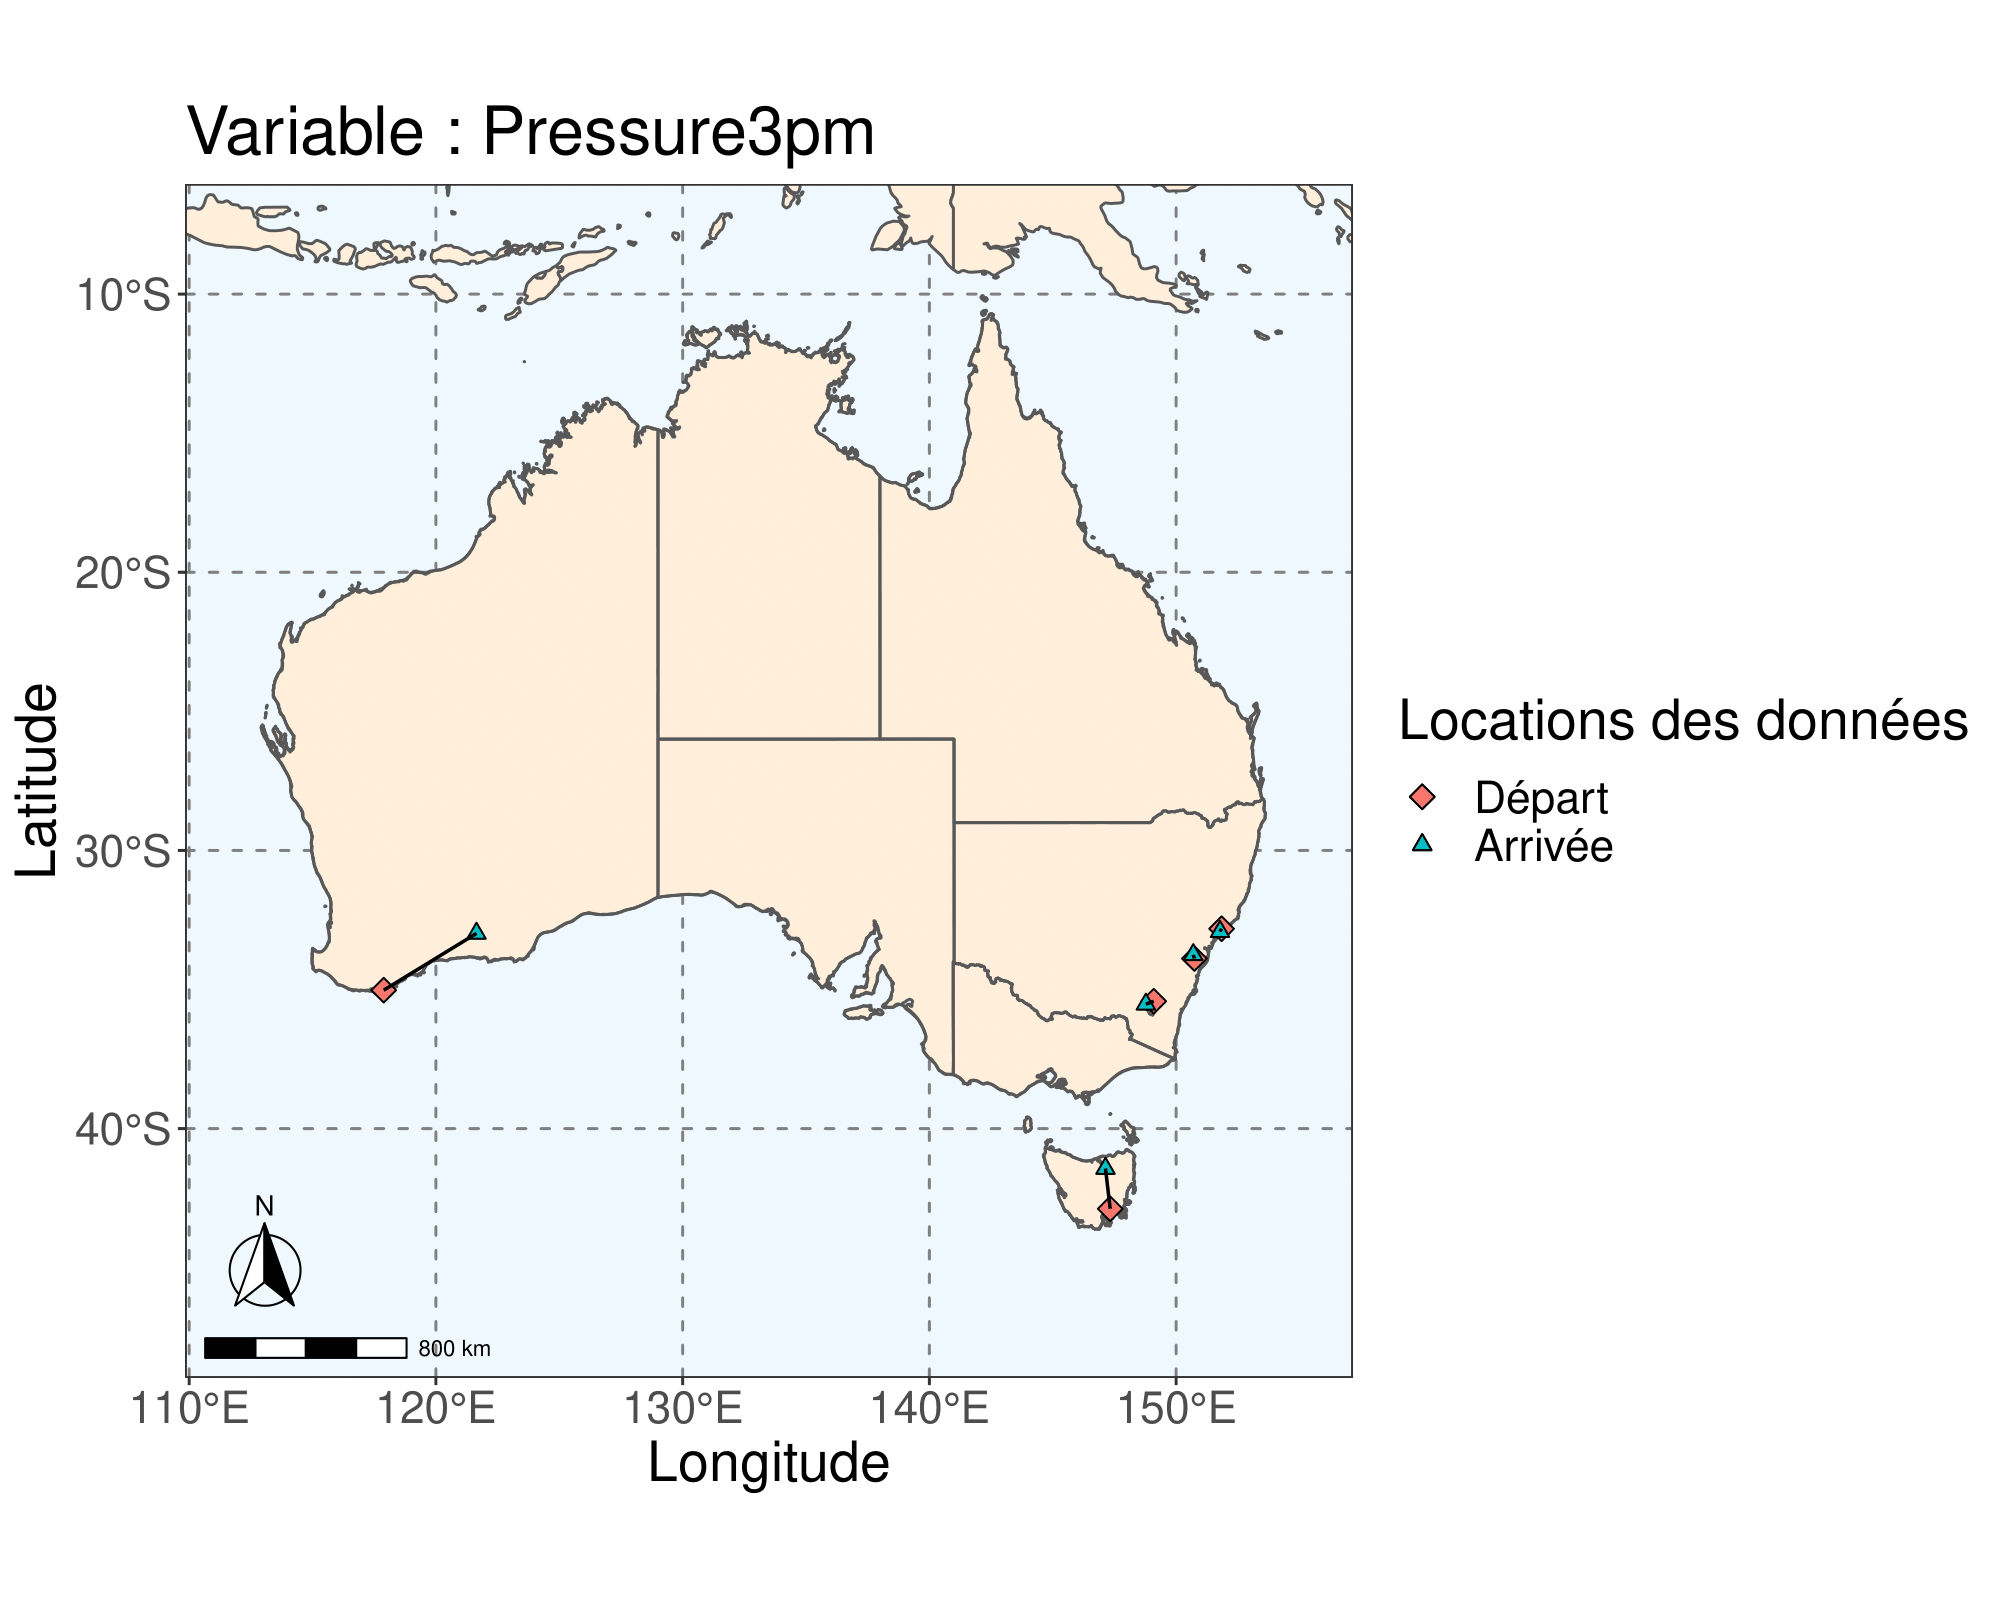 Variable : Pressure3pm
10°S
20°S
30°S
40°S
Latitude
N
800 km
110°E
120°E
130°E
140°E
150°E
Longitude
Locations des données
Départ
Arrivée